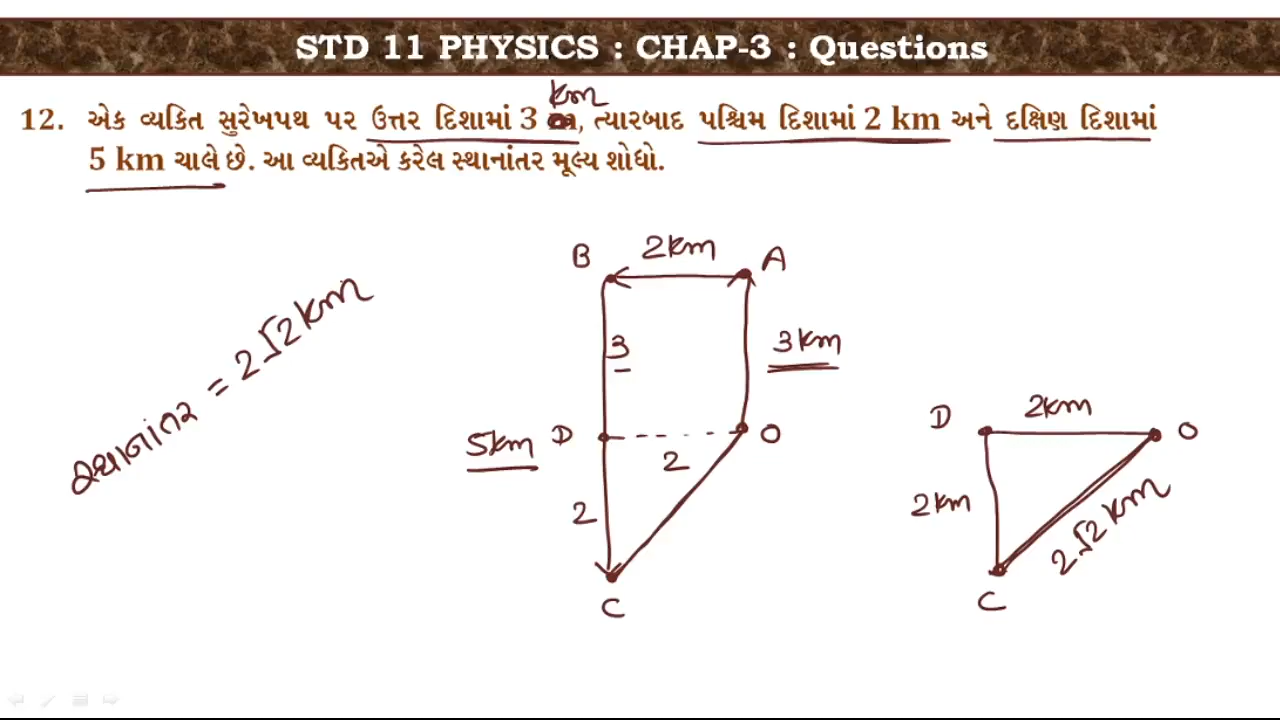 STD 11 PHYSICS : CHAP-3 : Questions
km
12. એક વ્યકિત સુરેખપથ પર ઉત્તર દિશામાં 3 , ત્યારબાદ પશ્ચિમ દિશામાં 2 km અને દક્ષિણ દિશામાં
5 km ચાલે છે. આ વ્યકિતએ કરેલ સ્થાનાંતર મૂલ્ય શોધો.
B 2km A
3 3km
5km D 2 O
2
C
સ્થાનાંતર = 2√2 km
D 2km O
2km 2√2 km
C